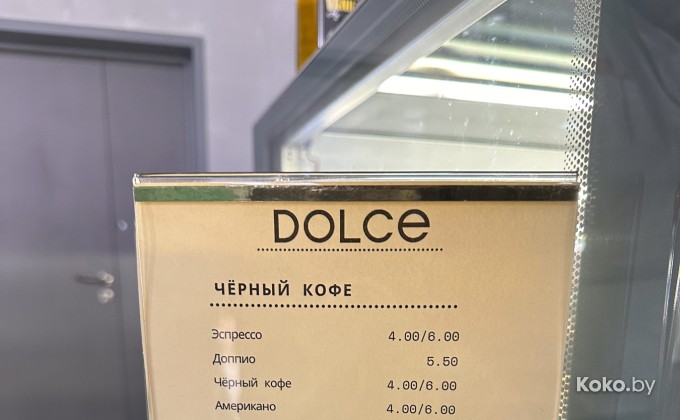 DOLCe
ЧЁРНЫЙ КОФЕ
Эспрессо 4.00/6.00
Доппио 5.50
Чёрный кофе 4.00/6.00
Американо 4.00/6.00
Koko.by